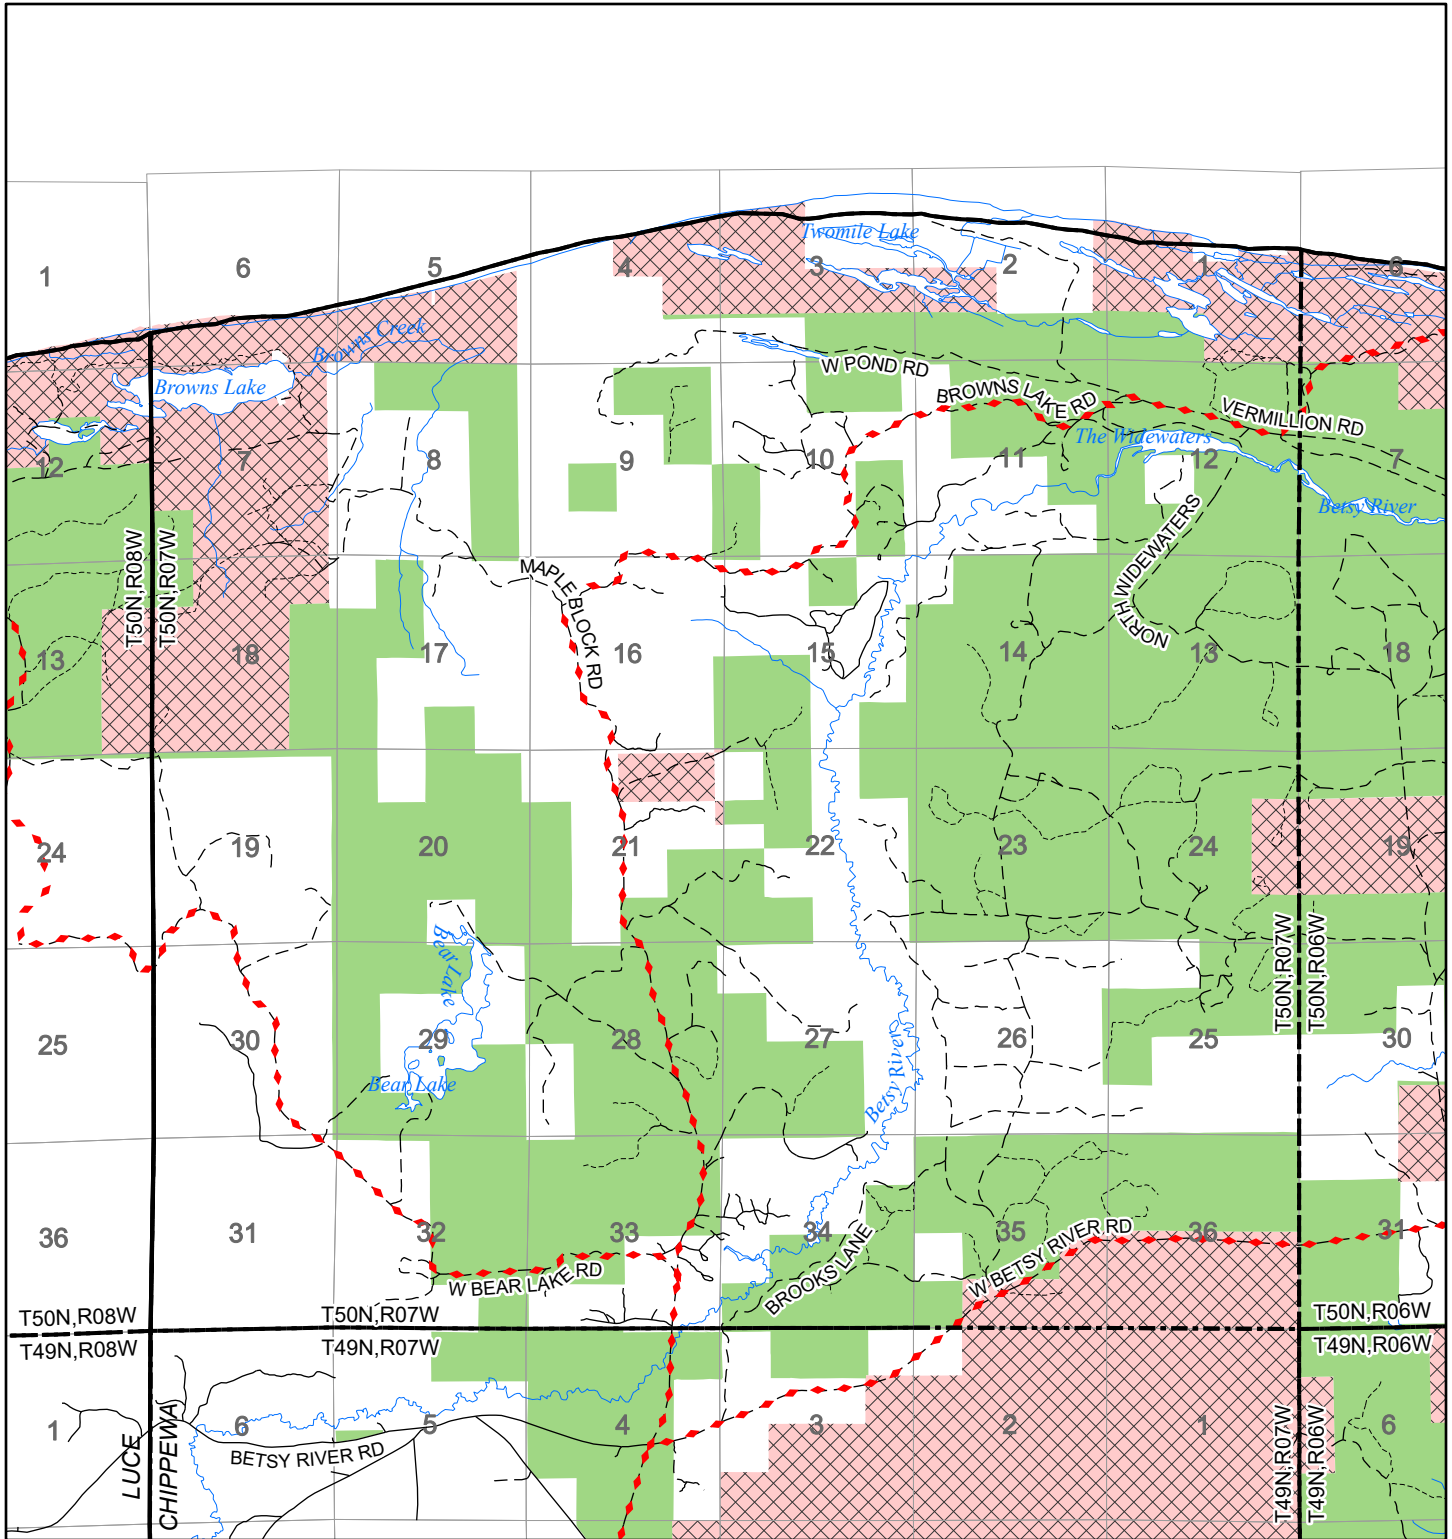 Twomile Lake
1
6
5
4
3
2
1
6
Browns Creek
Browns Lake
W POND RD
BROWNS LAKE RD
VERMILLION RD
The Widewaters
12
7
8
9
10
11
12
7
Betsy River
T50N,R08W
T50N,R07W
MAPLE BLOCK RD
NORTH WIDEWATERS
13
18
17
16
15
14
13
18
24
19
20
21
22
23
24
19
Bear Lake
T50N,R07W
T50N,R06W
25
30
29
28
27
26
25
30
Bear Lake
Betsy River
36
31
32
33
34
35
36
31
W BEAR LAKE RD
BROOKS LANE
W BETSY RIVER RD
T50N,R08W
T50N,R07W
T50N,R06W
T49N,R08W
T49N,R07W
T49N,R06W
1
6
5
4
3
2
1
6
BETSY RIVER RD
LUCE
CHIPPEWA
T49N,R07W
T49N,R06W